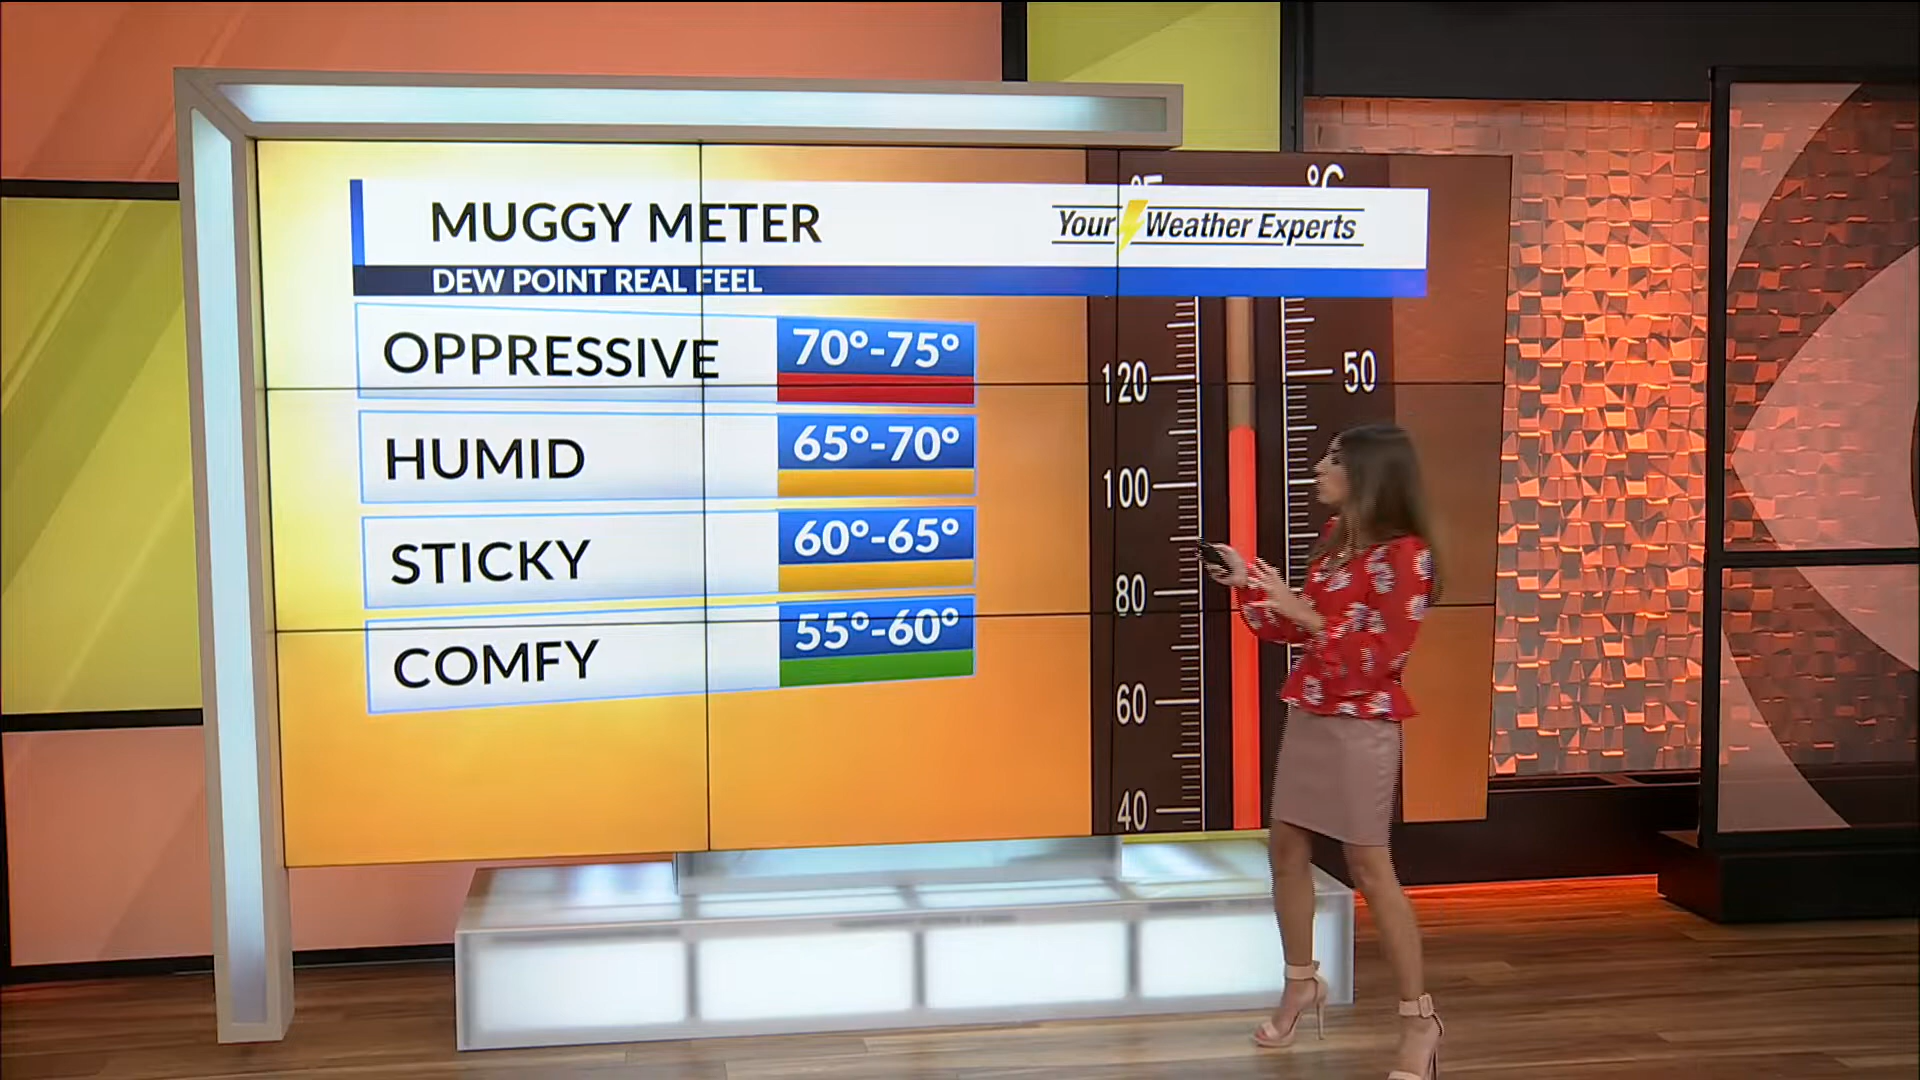 °C
MUGGY METER
Your Weather Experts
DEW POINT REAL FEEL
OPPRESSIVE 70°-75°
HUMID 65°-70°
STICKY 60°-65°
COMFY 55°-60°
120
50
100
80
60
40